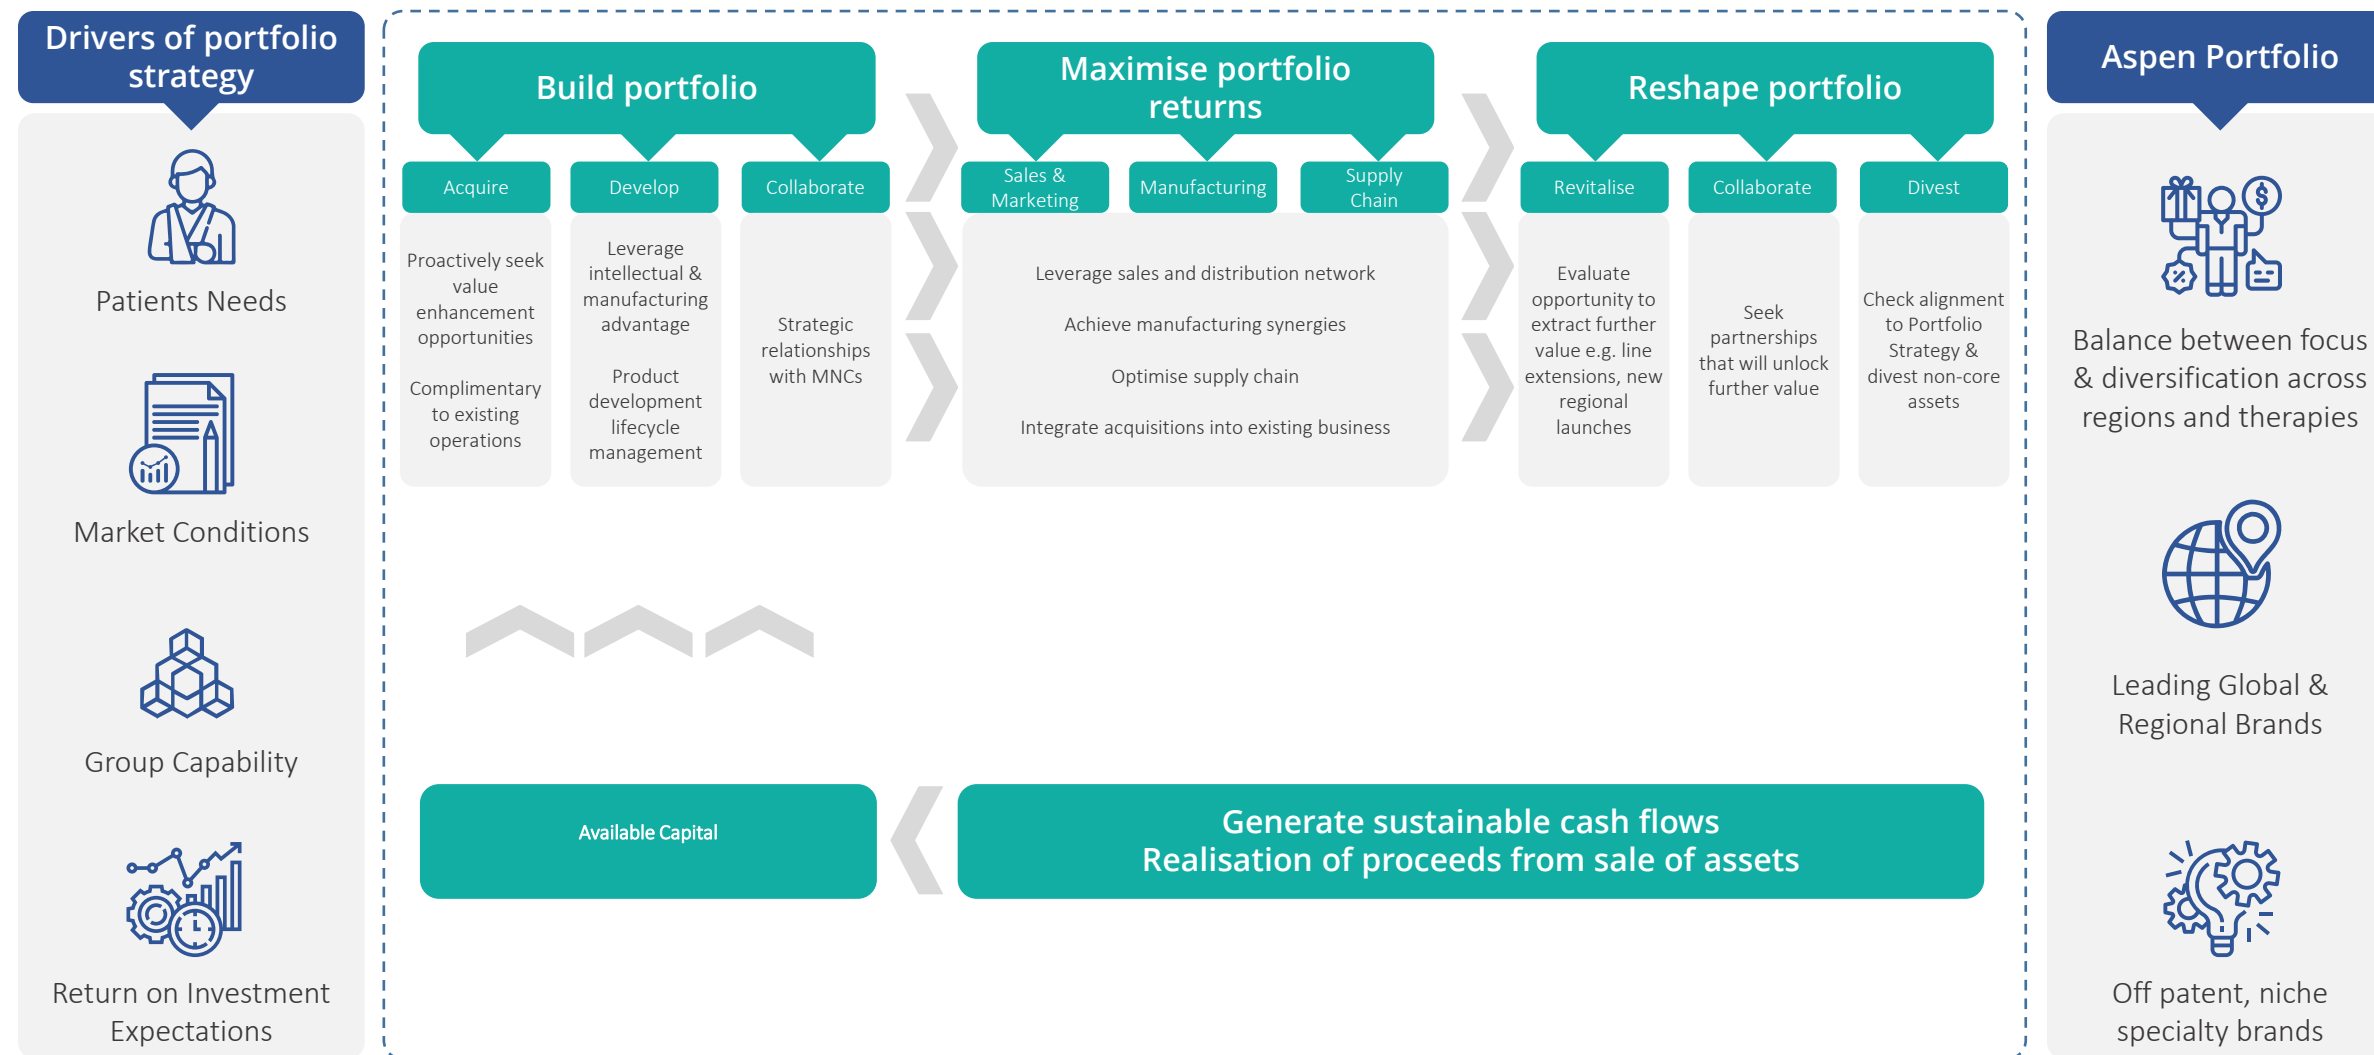 Drivers of portfolio
strategy
Patients Needs
Market Conditions
Group Capability
Return on Investment
Expectations
Build portfolio
Acquire
Proactively seek
value
enhancement
opportunities
Complimentary
to existing
operations
Develop
Leverage
intellectual &
manufacturing
advantage
Product
development
lifecycle
management
Collaborate
Strategic
relationships
with MNCs
Maximise portfolio
returns
Sales &
Marketing
Manufacturing
Supply
Chain
Leverage sales and distribution network
Achieve manufacturing synergies
Optimise supply chain
Integrate acquisitions into existing business
Reshape portfolio
Revitalise
Evaluate
opportunity to
extract further
value e.g. line
extensions, new
regional
launches
Collaborate
Seek
partnerships
that will unlock
further value
Divest
Check alignment
to Portfolio
Strategy &
divest non-core
assets
Available Capital
Generate sustainable cash flows
Realisation of proceeds from sale of assets
Aspen Portfolio
Balance between focus
& diversification across
regions and therapies
Leading Global &
Regional Brands
Off patent, niche
specialty brands